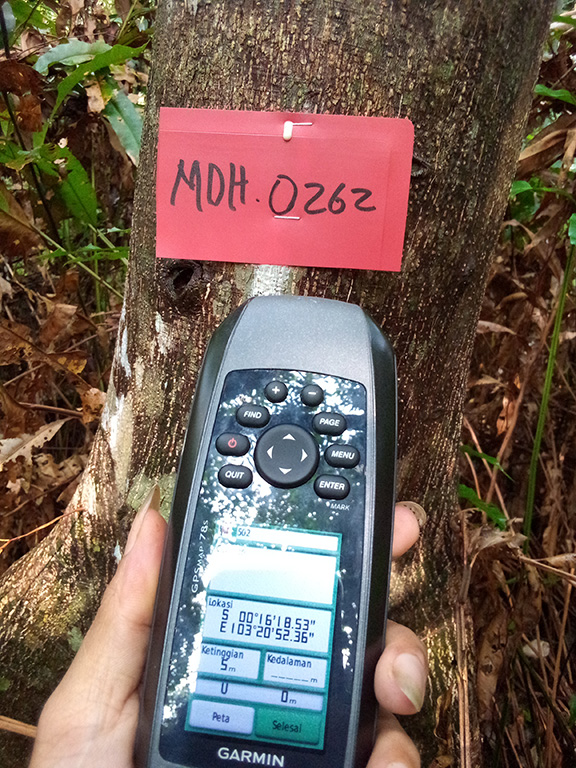 MDH. 0262
FIND
PAGE
MENU
QUIT
ENTER
MARK
GPSMAP 78s
502
Lokasi
S 00°16'18.53"
E103°20'52.36"
Ketinggian
5m
Kedalaman
_____m
U
0m
Peta
Selesai
GARMIN